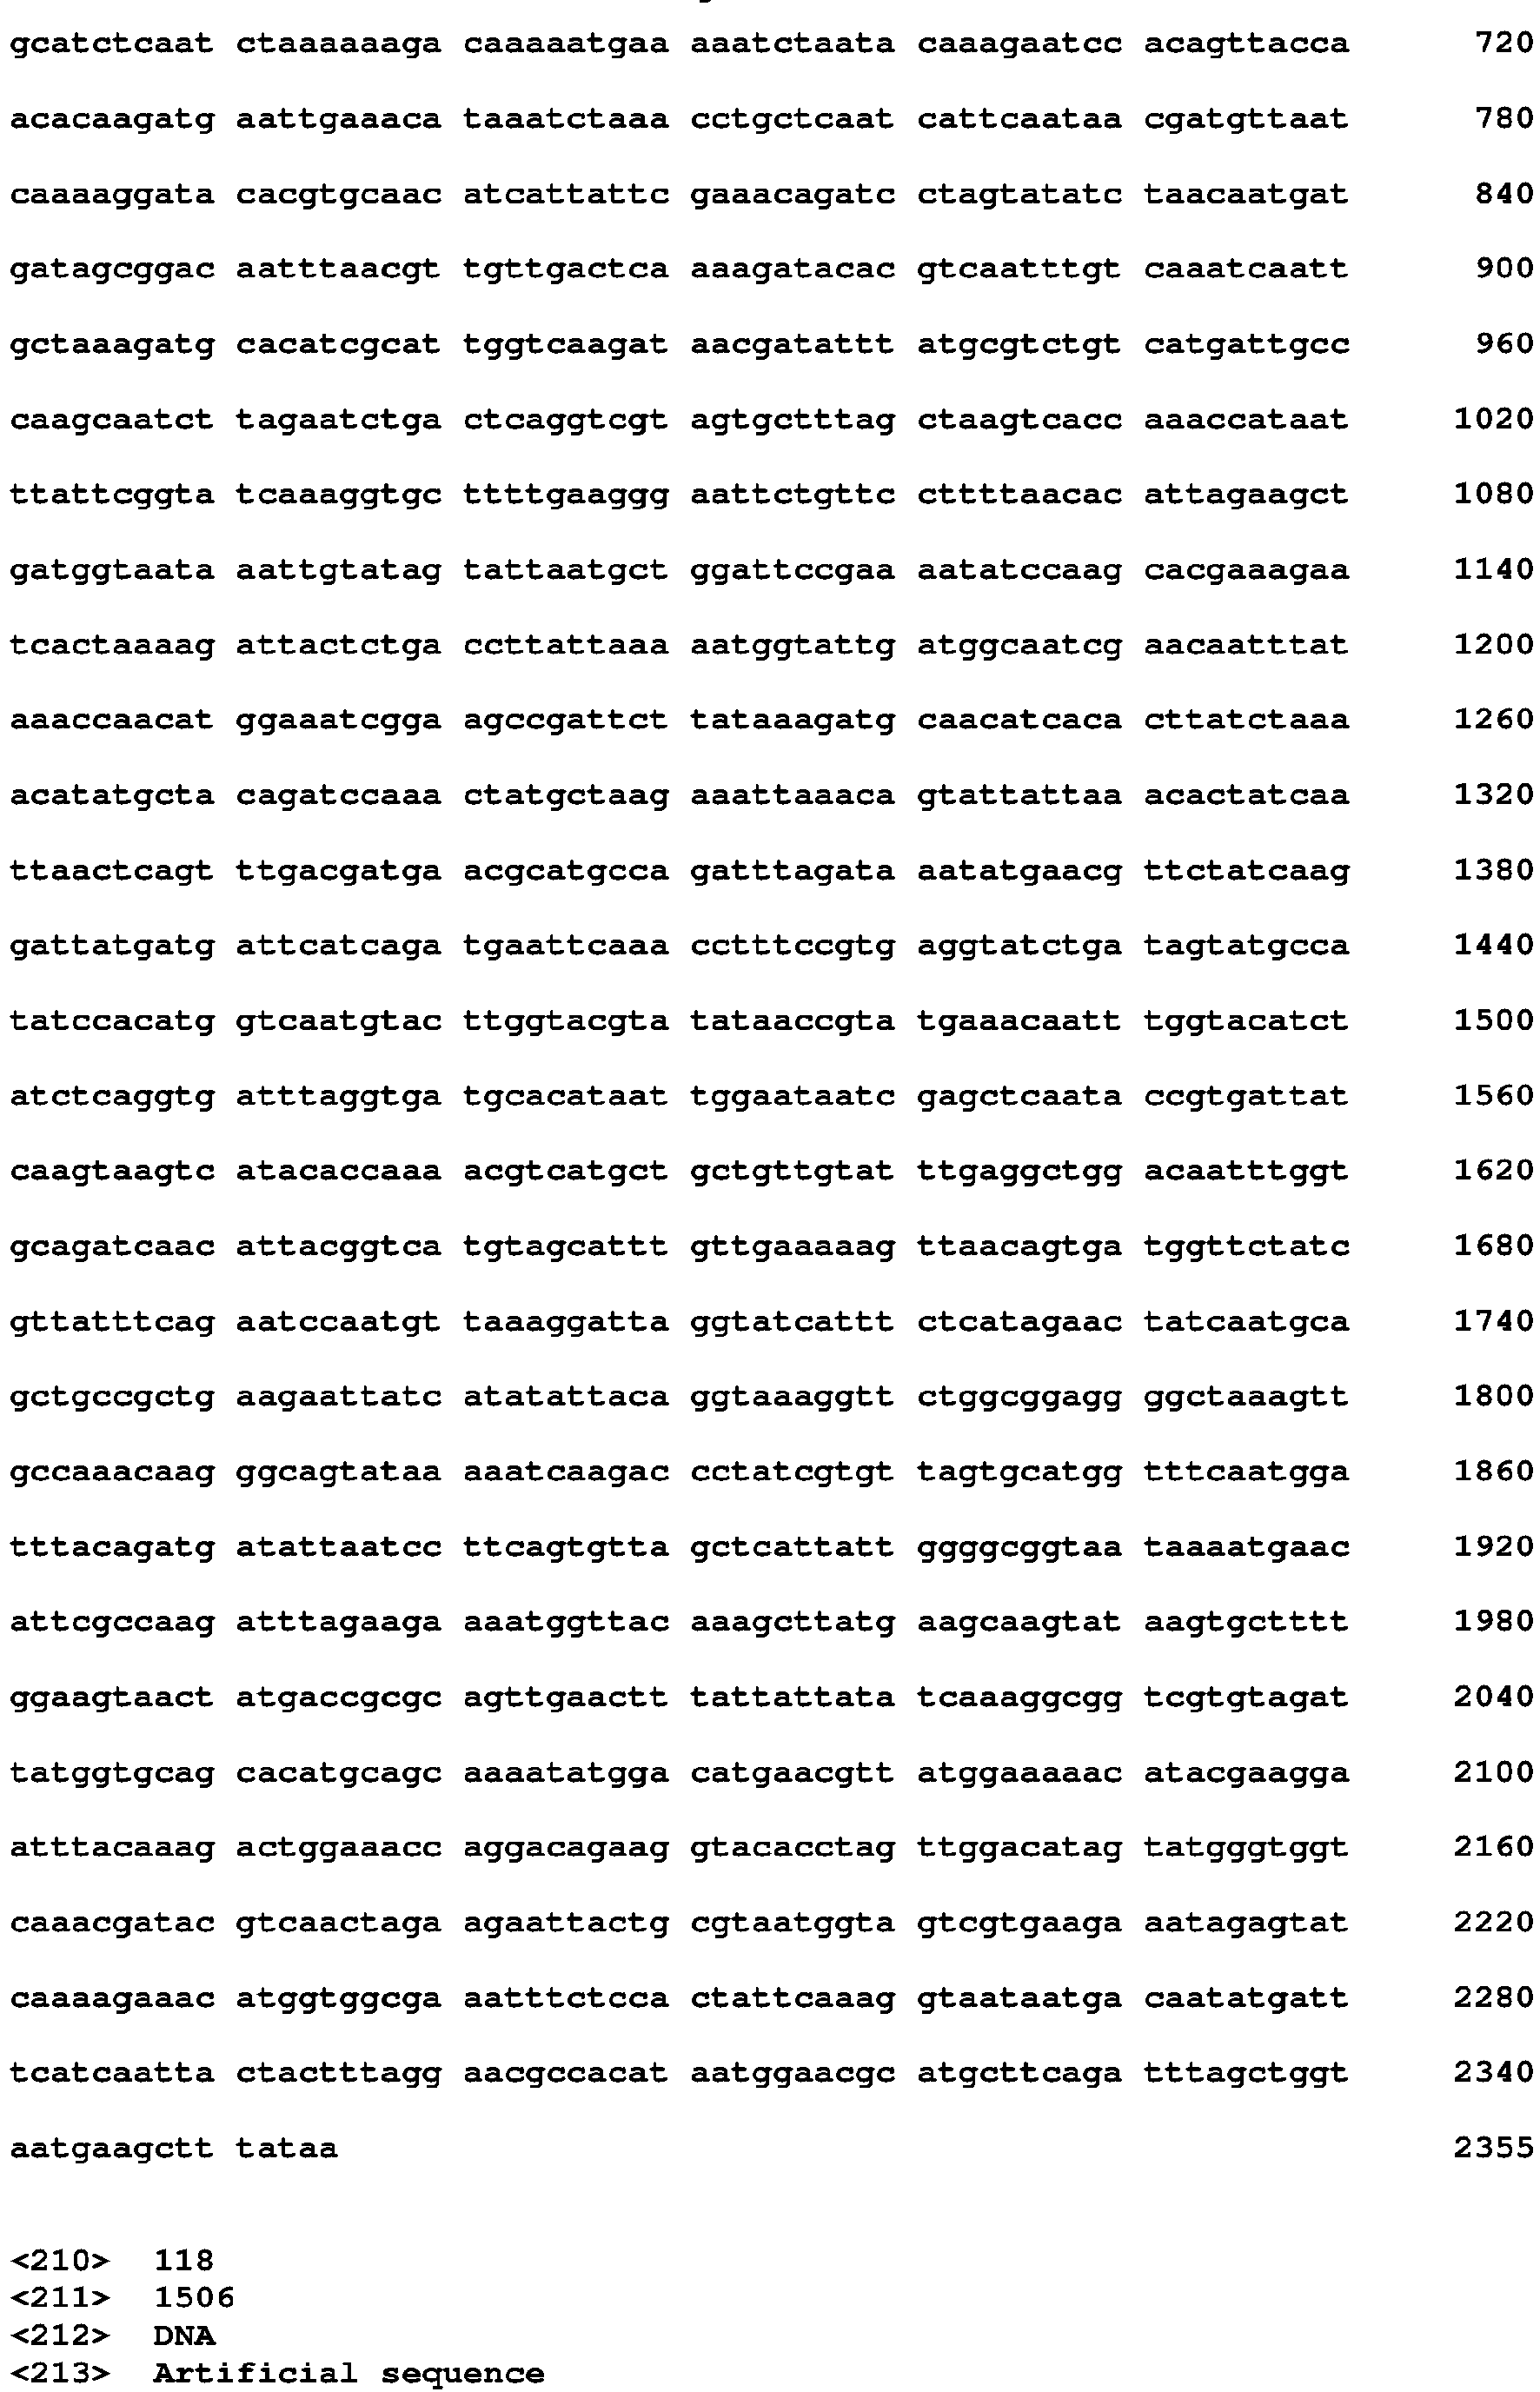 gcatctcaat ctaaaaaaga caaaaatgaa aaatctaata caaagaatcc acagttacca 720
acacaagatg aattgaaaca taaatctaaa cctgctcaat cattcaataa cgatgttaat 780
caaaaggata cacgtgcaac atcattattc gaaacagatc ctagtatatc taacaatgat 840
gatagcggac aatttaacgt tgttgactca aaagatacac gtcaatttgt caaatcaatt 900
gctaaagatg cacatcgcat tggtcaagat aacgatattt atgcgtctgt catgattgcc 960
caagcaatct tagaatctga ctcaggtcgt agtgctttag ctaagtcacc aaaccataat 1020
ttattcggta tcaaaggtgc ttttgaaggg aattctgttc cttttaacac attagaagct 1080
gatggtaata aattgtatag tattaatgct ggattccgaa aatatccaag cacgaaagaa 1140
tcactaaaag attactctga ccttattaaa aatggtattg atggcaatcg aacaatttat 1200
aaaccaacat ggaaatcgga agccgattct tataaagatg caacatcaca cttatctaaa 1260
acatatgcta cagatccaaa ctatgctaag aaattaaaca gtattattaa acactatcaa 1320
ttaactcagt ttgacgatga acgcatgcca gatttagata aatatgaacg ttctatcaag 1380
gattatgatg attcatcaga tgaattcaaa cctttccgtg aggtatctga tagtatgcca 1440
tatccacatg gtcaatgtac ttggtacgta tataaccgta tgaaacaatt tggtacatct 1500
atctcaggtg atttaggtga tgcacataat tggaataatc gagctcaata ccgtgattat 1560
caagtaagtc atacaccaaa acgtcatgct gctgttgtat ttgaggctgg acaatttggt 1620
gcagatcaac attacggtca tgtagcattt gttgaaaaag ttaacagtga tggttctatc 1680
gttatttcag aatccaatgt taaaggatta ggtatcattt ctcatagaac tatcaatgca 1740
gctgccgctg aagaattatc atatattaca ggtaaaggtt ctggcggagg ggctaaagtt 1800
gccaaacaag ggcagtataa aaatcaagac cctatcgtgt tagtgcatgg tttcaatgga 1860
tttacagatg atattaatcc ttcagtgtta gctcattatt ggggcggtaa taaaatgaac 1920
attcgccaag atttagaaga aaatggttac aaagcttatg aagcaagtat aagtgctttt 1980
ggaagtaact atgaccgcgc agttgaactt tattattata tcaaaggcgg tcgtgtagat 2040
tatggtgcag cacatgcagc aaaatatgga catgaacgtt atggaaaaac atacgaagga 2100
atttacaaag actggaaacc aggacagaag gtacacctag ttggacatag tatgggtggt 2160
caaacgatac gtcaactaga agaattactg cgtaatggta gtcgtgaaga aatagagtat 2220
caaaagaaac atggtggcga aatttctcca ctattcaaag gtaataatga caatatgatt 2280
tcatcaatta ctactttagg aacgccacat aatggaacgc atgcttcaga tttagctggt 2340
aatgaagctt tataa 2355
<210> 118
<211> 1506
<212> DNA
<213> Artificial sequence